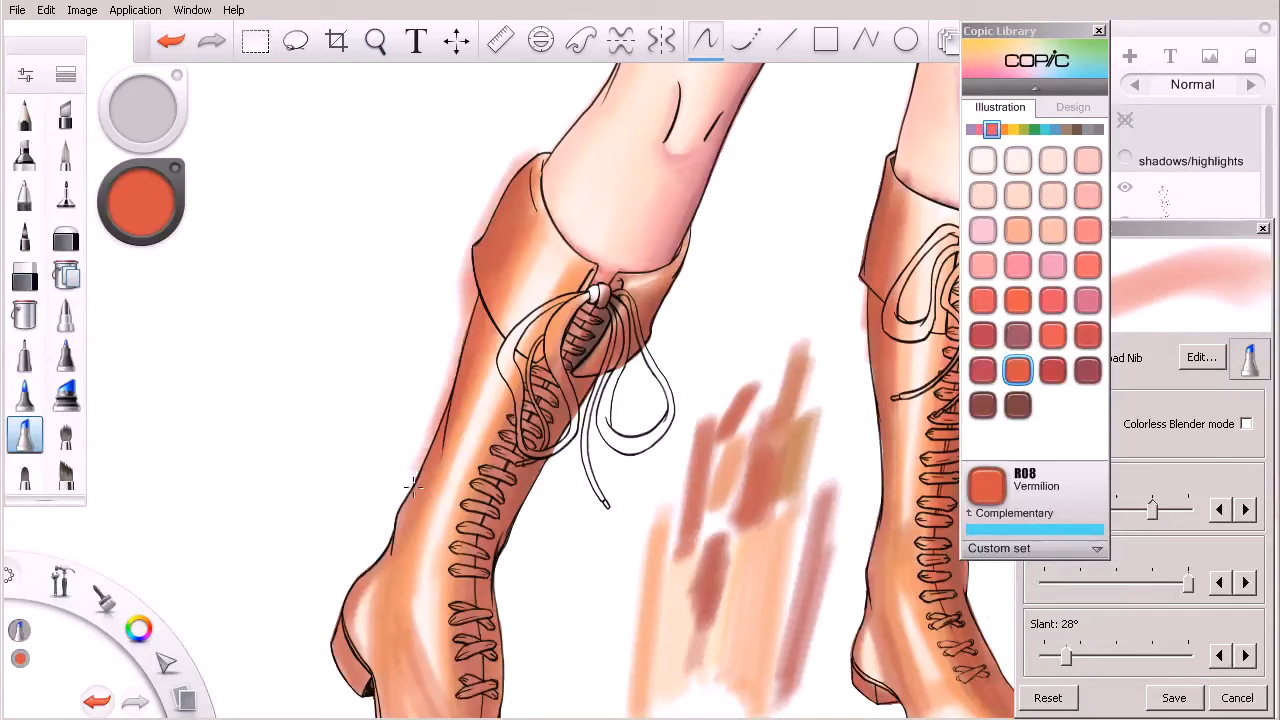 File Edit Image Application Window Help
T
Copic Library
COPIC
Illustration Design
T
Normal
shadows/highlights
ad Nib
Edit...
Colorless Blender mode
R08
Vermilion
Complementary
Custom set
Slant: 28°
Reset Save Cancel